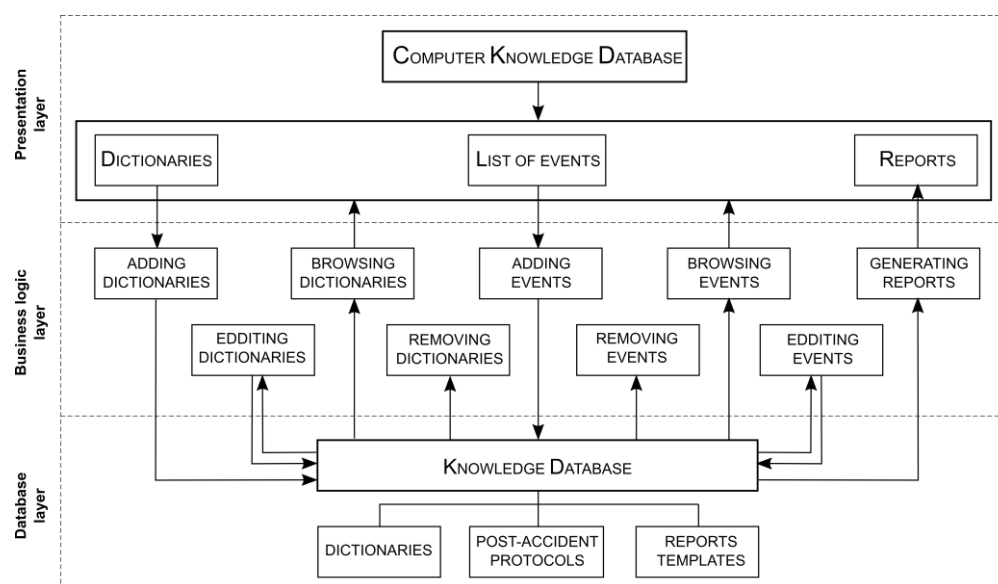 Presentation
layer
COMPUTER KNOWLEDGE DATABASE
DICTIONARIES
LIST OF EVENTS
REPORTS
Business logic
layer
ADDING
DICTIONARIES
BROWSING
DICTIONARIES
ADDING
EVENTS
BROWSING
EVENTS
GENERATING
REPORTS
EDDITING
DICTIONARIES
REMOVING
DICTIONARIES
REMOVING
EVENTS
EDDITING
EVENTS
Database
layer
KNOWLEDGE DATABASE
DICTIONARIES
POST-ACCIDENT
PROTOCOLS
REPORTS
TEMPLATES